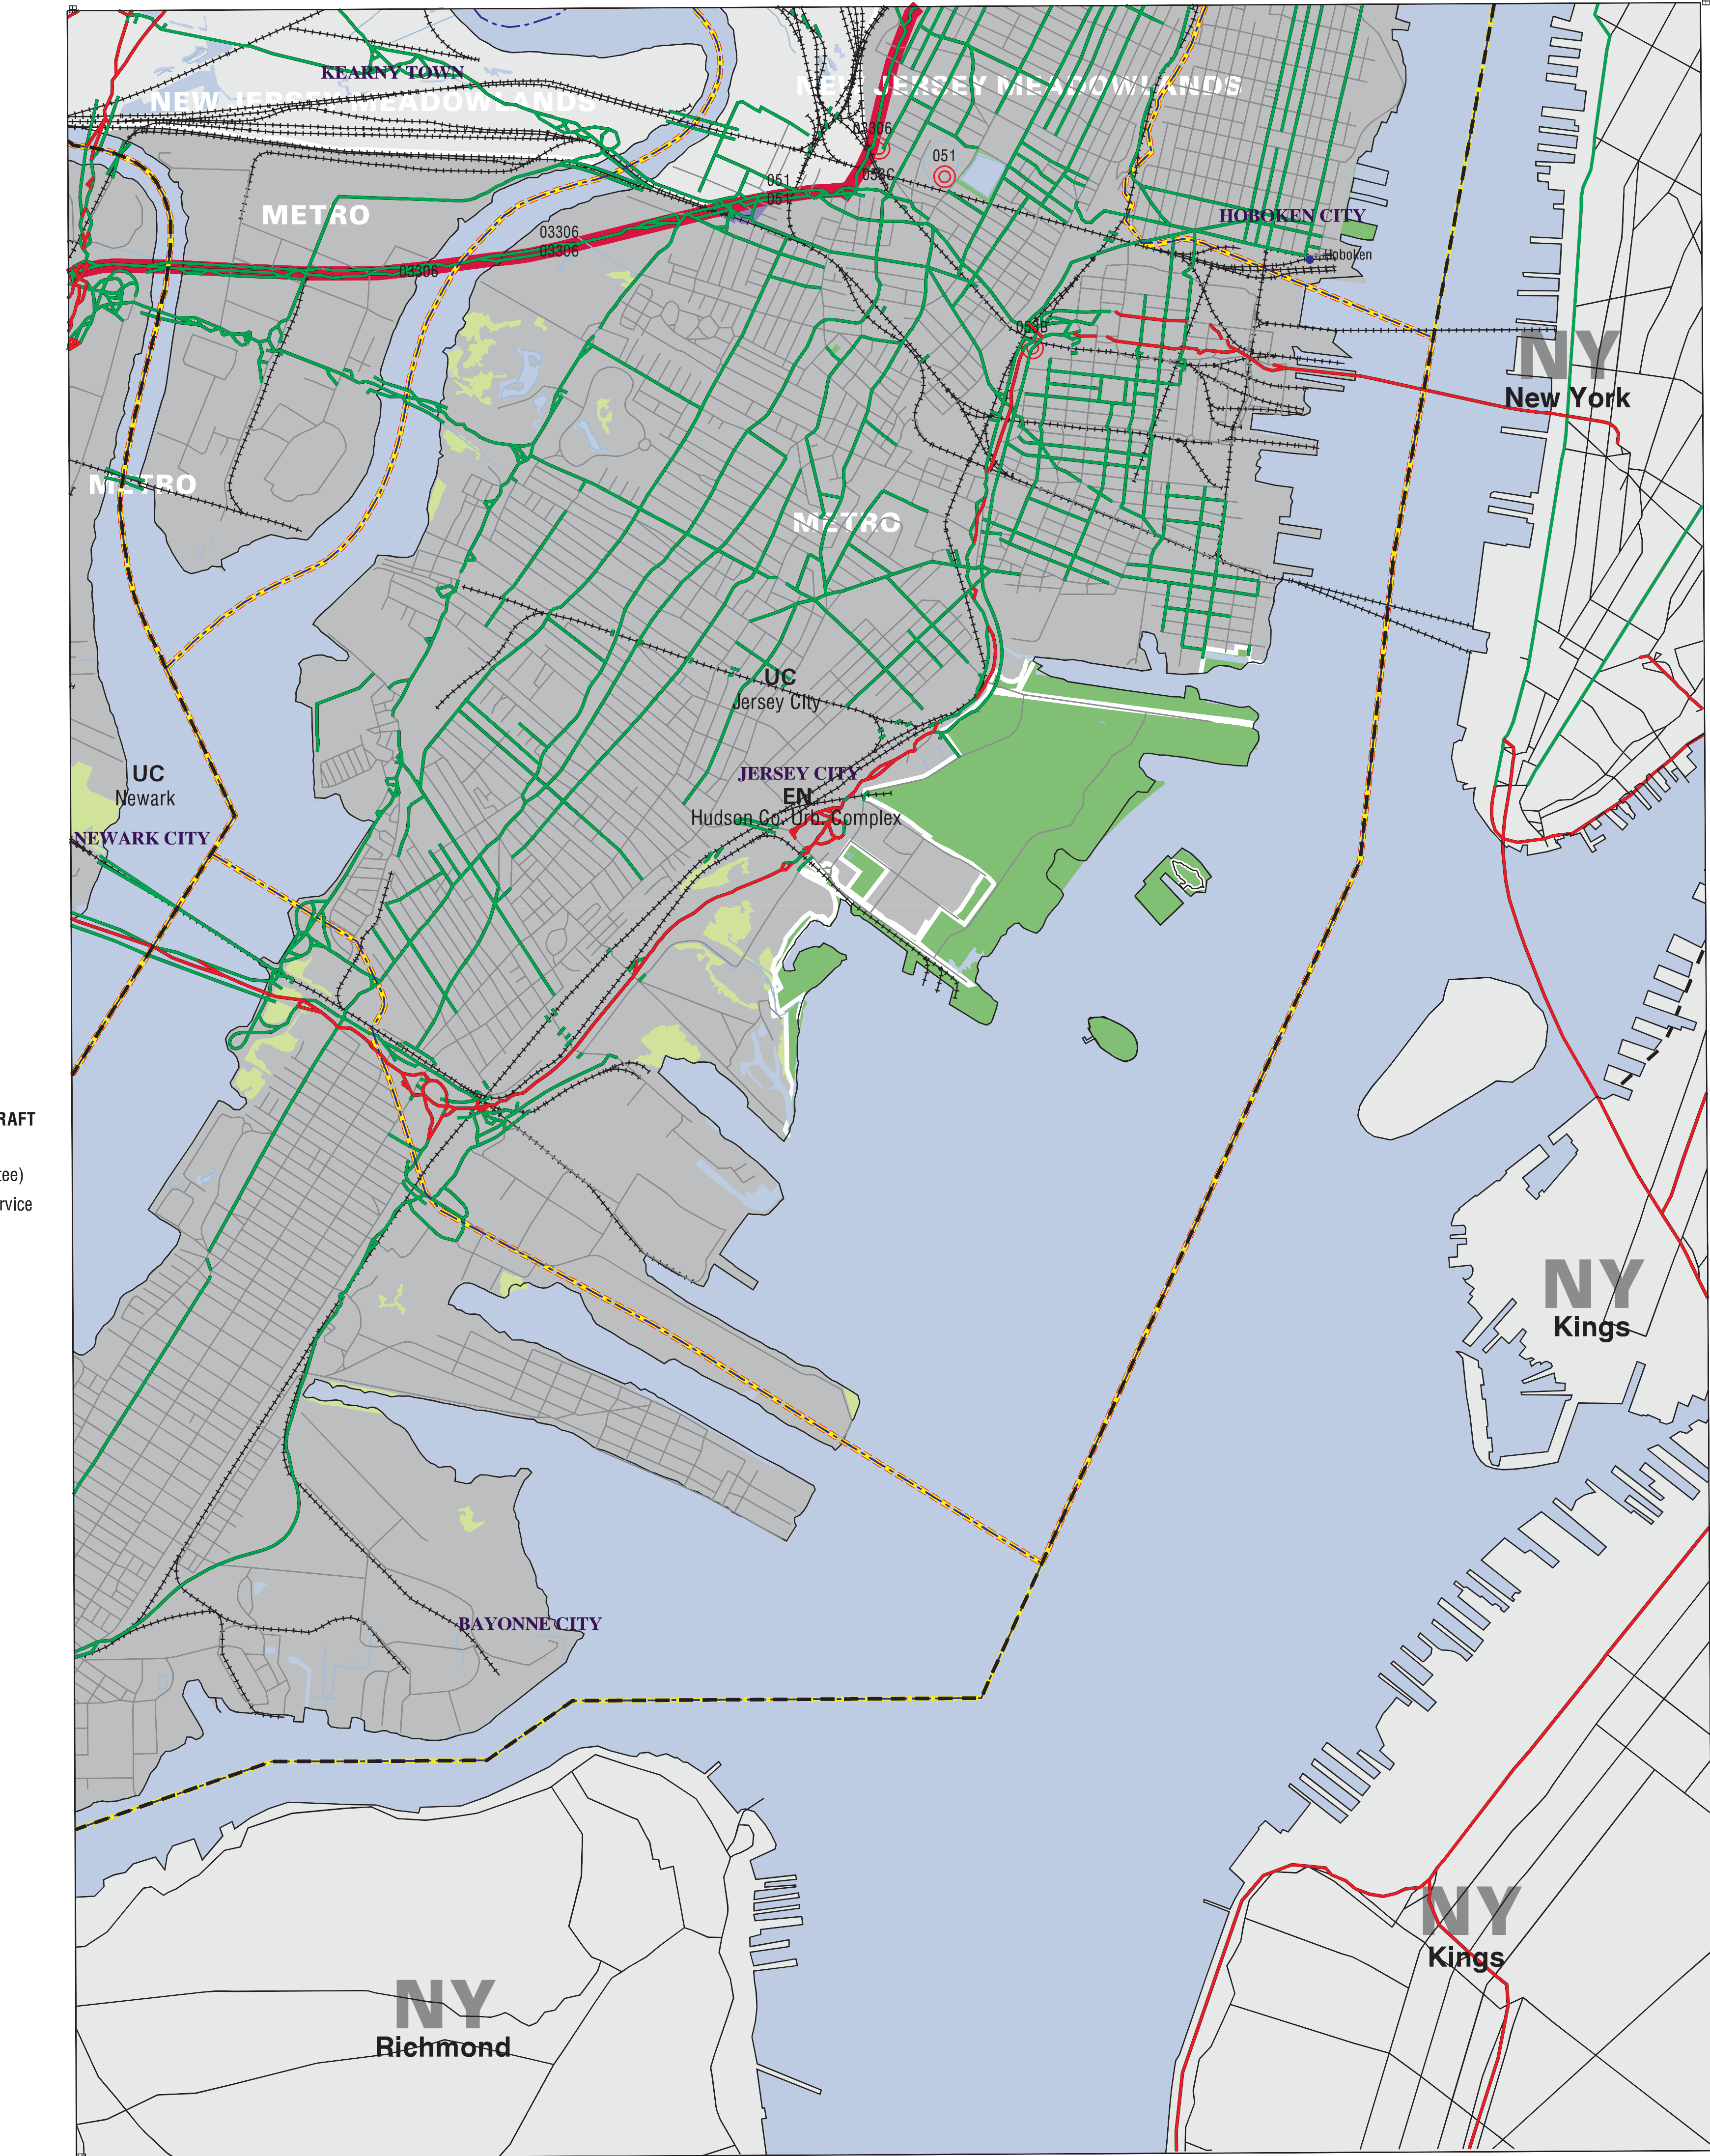 KEARNY TOWN
NEW JERSEY MEADOWLANDS
NEW JERSEY MEADOWLANDS
03306
051
053C
051
051
METRO
HOBOKEN CITY
03306
03306
03306
Hoboken
053B
NY
New York
METRO
METRO
UC
Jersey City
UC
Newark
JERSEY CITY
EN
Hudson Co. Urb. Complex
NEWARK CITY
RAFT
tee)
rvice
NY
Kings
BAYONNE CITY
NY
Kings
NY
Richmond